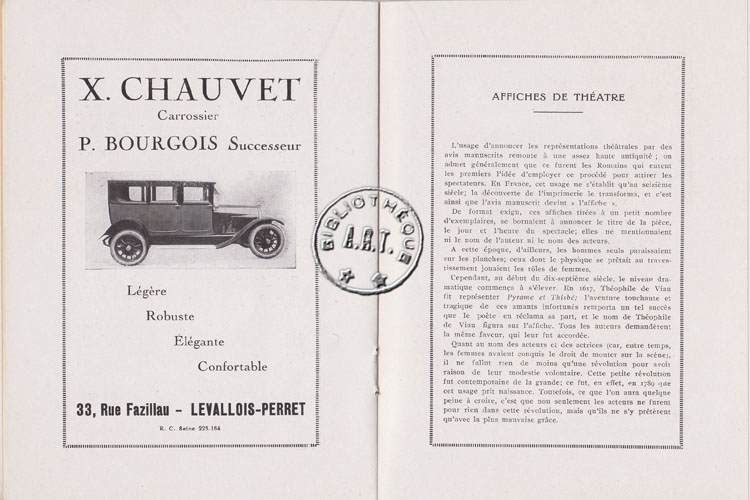 X. CHAUVET
Carrossier
P. BOURGOIS Successeur
Légère
Robuste
Élégante
Confortable
33, Rue Fazillau – LEVALLOIS-PERRET
R. C. Seine 225.184
BIBLIOTHÈQUE
A.R.T.
AFFICHES DE THÉATRE
L'usage d'annoncer les représentations théâtrales par des
avis manuscrits remonte à une assez haute antiquité ; on
admet généralement que ce furent les Romains qui eurent
les premiers l'idée d'employer ce procédé pour attirer les
spectateurs. En France, cet usage ne s'établit qu'au seizième
siècle; la découverte de l'imprimerie le transforma, et c'est
ainsi que l'avis manuscrit devint « l'affiche ».
De format exigu, ces affiches tirées à un petit nombre
d'exemplaires, se bornaient à annoncer le titre de la pièce,
le jour et l'heure du spectacle; elles ne mentionnaient
ni le nom de l'auteur ni le nom des acteurs.
A cette époque, d'ailleurs, les hommes seuls paraissaient
sur les planches; ceux dont le physique se prêtait au traves-
tissement jouaient les rôles de femmes.
Cependant, au début du dix-septième siècle, le niveau dra-
matique commença à s'élever. En 1617, Théophile de Viau
fit représenter Pyrame et Thisbé; l'aventure touchante et
tragique de ces amants infortunés remporta un tel succès
que le poète en réclama sa part, et le nom de Théophile
de Viau figura sur l'affiche. Tous les auteurs demandèrent
la même faveur, qui leur fut accordée.
Quant au nom des acteurs et des actrices (car, entre temps,
les femmes avaient conquis le droit de monter sur la scène),
il ne fallut rien de moins qu'une révolution pour avoir
raison de leur modestie volontaire. Cette petite révolution
fut contemporaine de la grande; ce fut, en effet, en 1789 que
cet usage prit naissance. Toutefois, ce que l'on aura quelque
peine à croire, c'est que non seulement les acteurs ne furent
pour rien dans cette révolution, mais qu'ils ne s'y prêtèrent
qu'avec la plus mauvaise grâce.